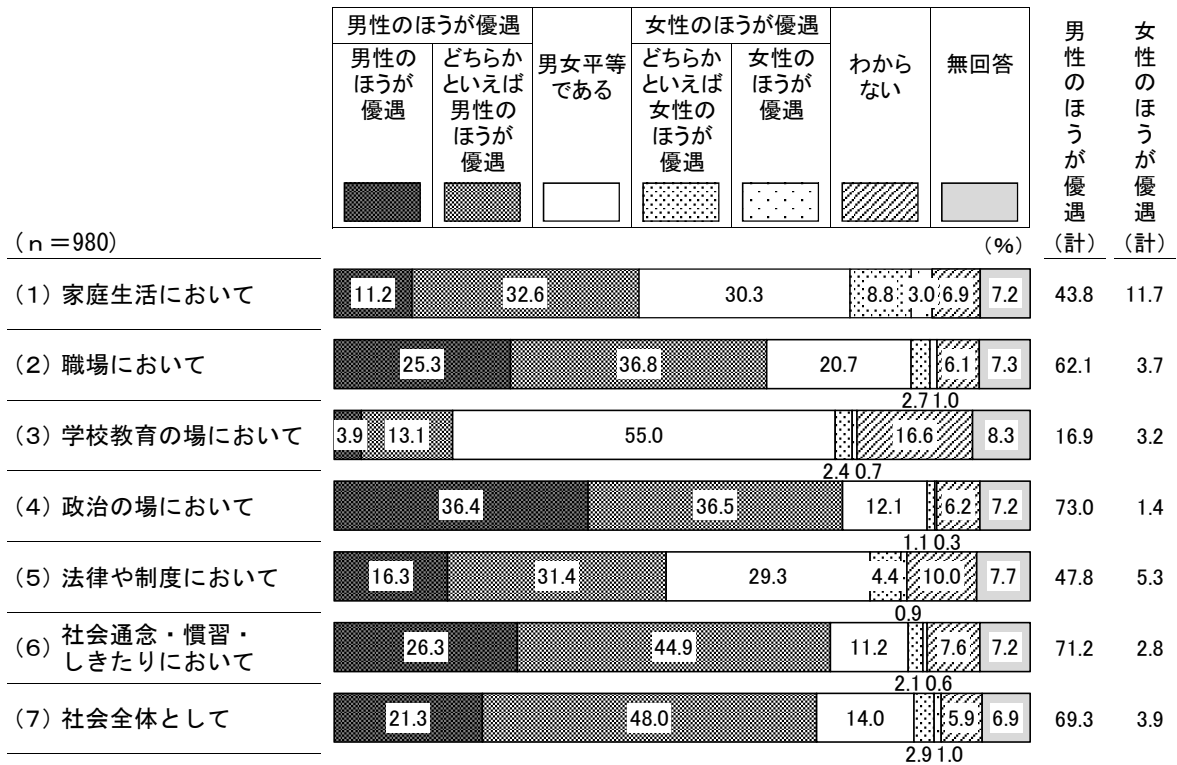 男性のほうが優遇
女性のほうが優遇
男性の
ほうが
優遇
どちらか
といえば
男性の
ほうが
優遇
男女平等
である
どちらか
といえば
女性の
ほうが
優遇
女性の
ほうが
優遇
わから
ない
無回答
男性のほうが優遇
(計)
女性のほうが優遇
(計)
(n=980)
(%)
(1) 家庭生活において 11.2 32.6 30.3 8.8 3.0 6.9 7.2 43.8 11.7
(2) 職場において 25.3 36.8 20.7 6.1 7.3 62.1 3.7
2.7 1.0
(3) 学校教育の場において 3.9 13.1 55.0 16.6 8.3 16.9 3.2
2.4 0.7
(4) 政治の場において 36.4 36.5 12.1 6.2 7.2 73.0 1.4
1.1 0.3
(5) 法律や制度において 16.3 31.4 29.3 4.4 10.0 7.7 47.8 5.3
0.9
(6) 社会通念・慣習・
しきたりにおいて 26.3 44.9 11.2 7.6 7.2 71.2 2.8
2.1 0.6
(7) 社会全体として 21.3 48.0 14.0 5.9 6.9 69.3 3.9
2.9 1.0